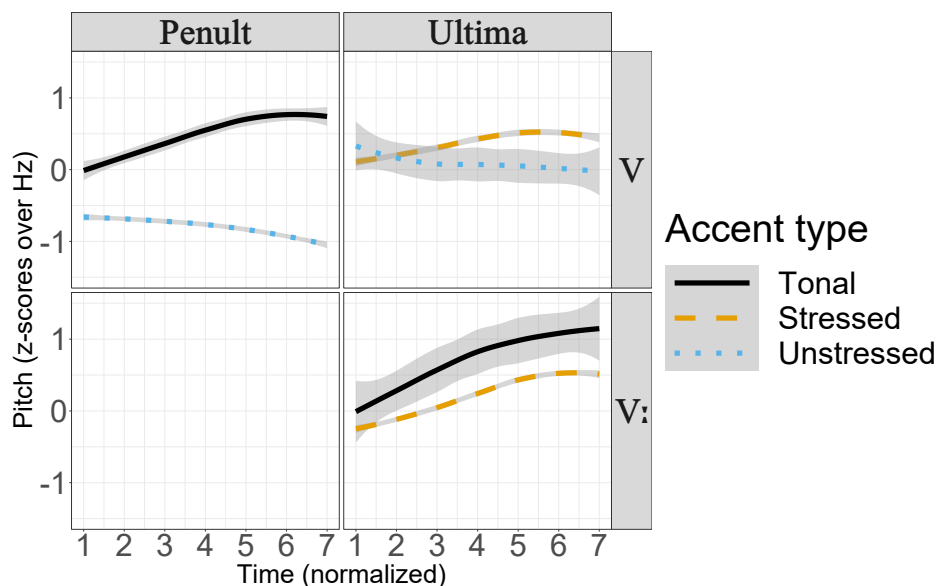 Penult Ultima
1
0
-1
V
1
0
-1
Vː
1 2 3 4 5 6 7 1 2 3 4 5 6 7
Time (normalized)
Pitch (z-scores over Hz)
Accent type
Tonal
Stressed
Unstressed